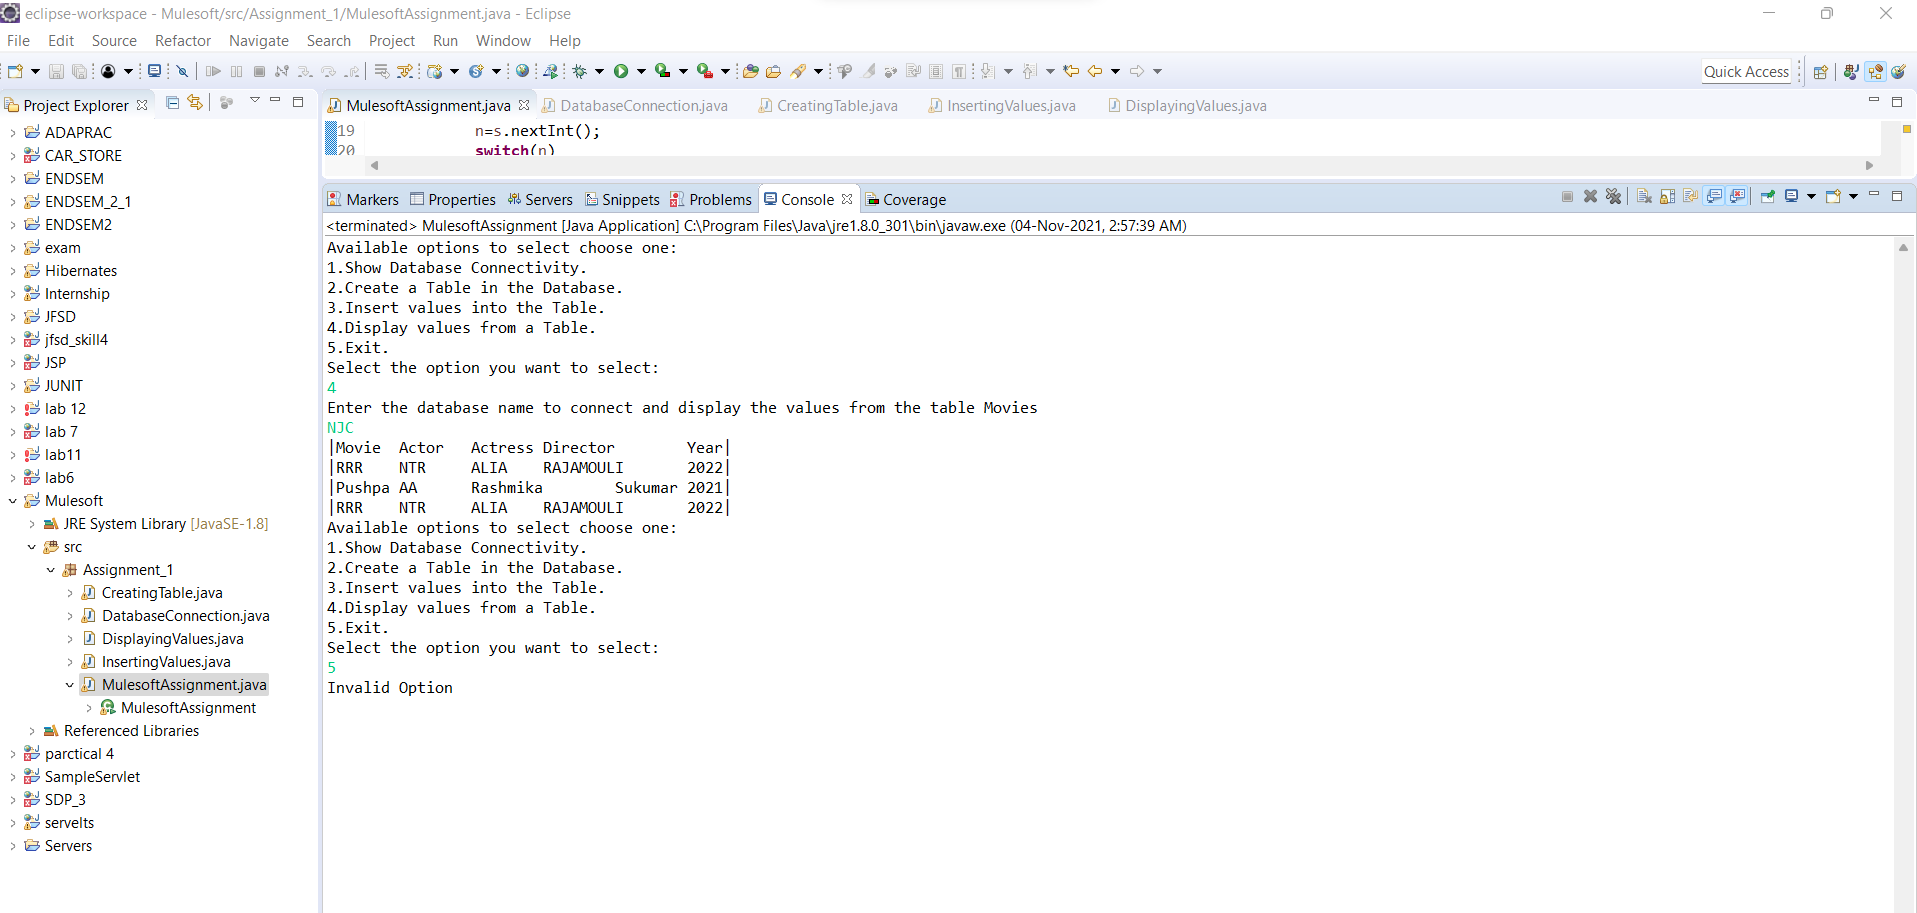 eclipse-workspace - Mulesoft/src/Assignment_1/MulesoftAssignment.java - Eclipse
File Edit Source Refactor Navigate Search Project Run Window Help
Quick Access
Project Explorer
ADAPRAC
CAR_STORE
ENDSEM
ENDSEM_2_1
ENDSEM2
exam
Hibernates
Internship
JFSD
jfsd_skill4
JSP
JUNIT
lab 12
lab 7
lab11
lab6
Mulesoft
JRE System Library [JavaSE-1.8]
src
Assignment_1
CreatingTable.java
DatabaseConnection.java
DisplayingValues.java
InsertingValues.java
MulesoftAssignment.java
MulesoftAssignment
Referenced Libraries
parctical 4
SampleServlet
SDP_3
servelts
Servers
MulesoftAssignment.java DatabaseConnection.java CreatingTable.java InsertingValues.java DisplayingValues.java
19 n=s.nextInt();
20 switch(n)
Markers Properties Servers Snippets Problems Console Coverage
<terminated> MulesoftAssignment [Java Application] C:\Program Files\Java\jre1.8.0_301\bin\javaw.exe (04-Nov-2021, 2:57:39 AM)
Available options to select choose one:
1.Show Database Connectivity.
2.Create a Table in the Database.
3.Insert values into the Table.
4.Display values from a Table.
5.Exit.
Select the option you want to select:
4
Enter the database name to connect and display the values from the table Movies
NJC
|Movie Actor Actress Director Year|
|RRR NTR ALIA RAJAMOULI 2022|
|Pushpa AA Rashmika Sukumar 2021|
|RRR NTR ALIA RAJAMOULI 2022|
Available options to select choose one:
1.Show Database Connectivity.
2.Create a Table in the Database.
3.Insert values into the Table.
4.Display values from a Table.
5.Exit.
Select the option you want to select:
5
Invalid Option